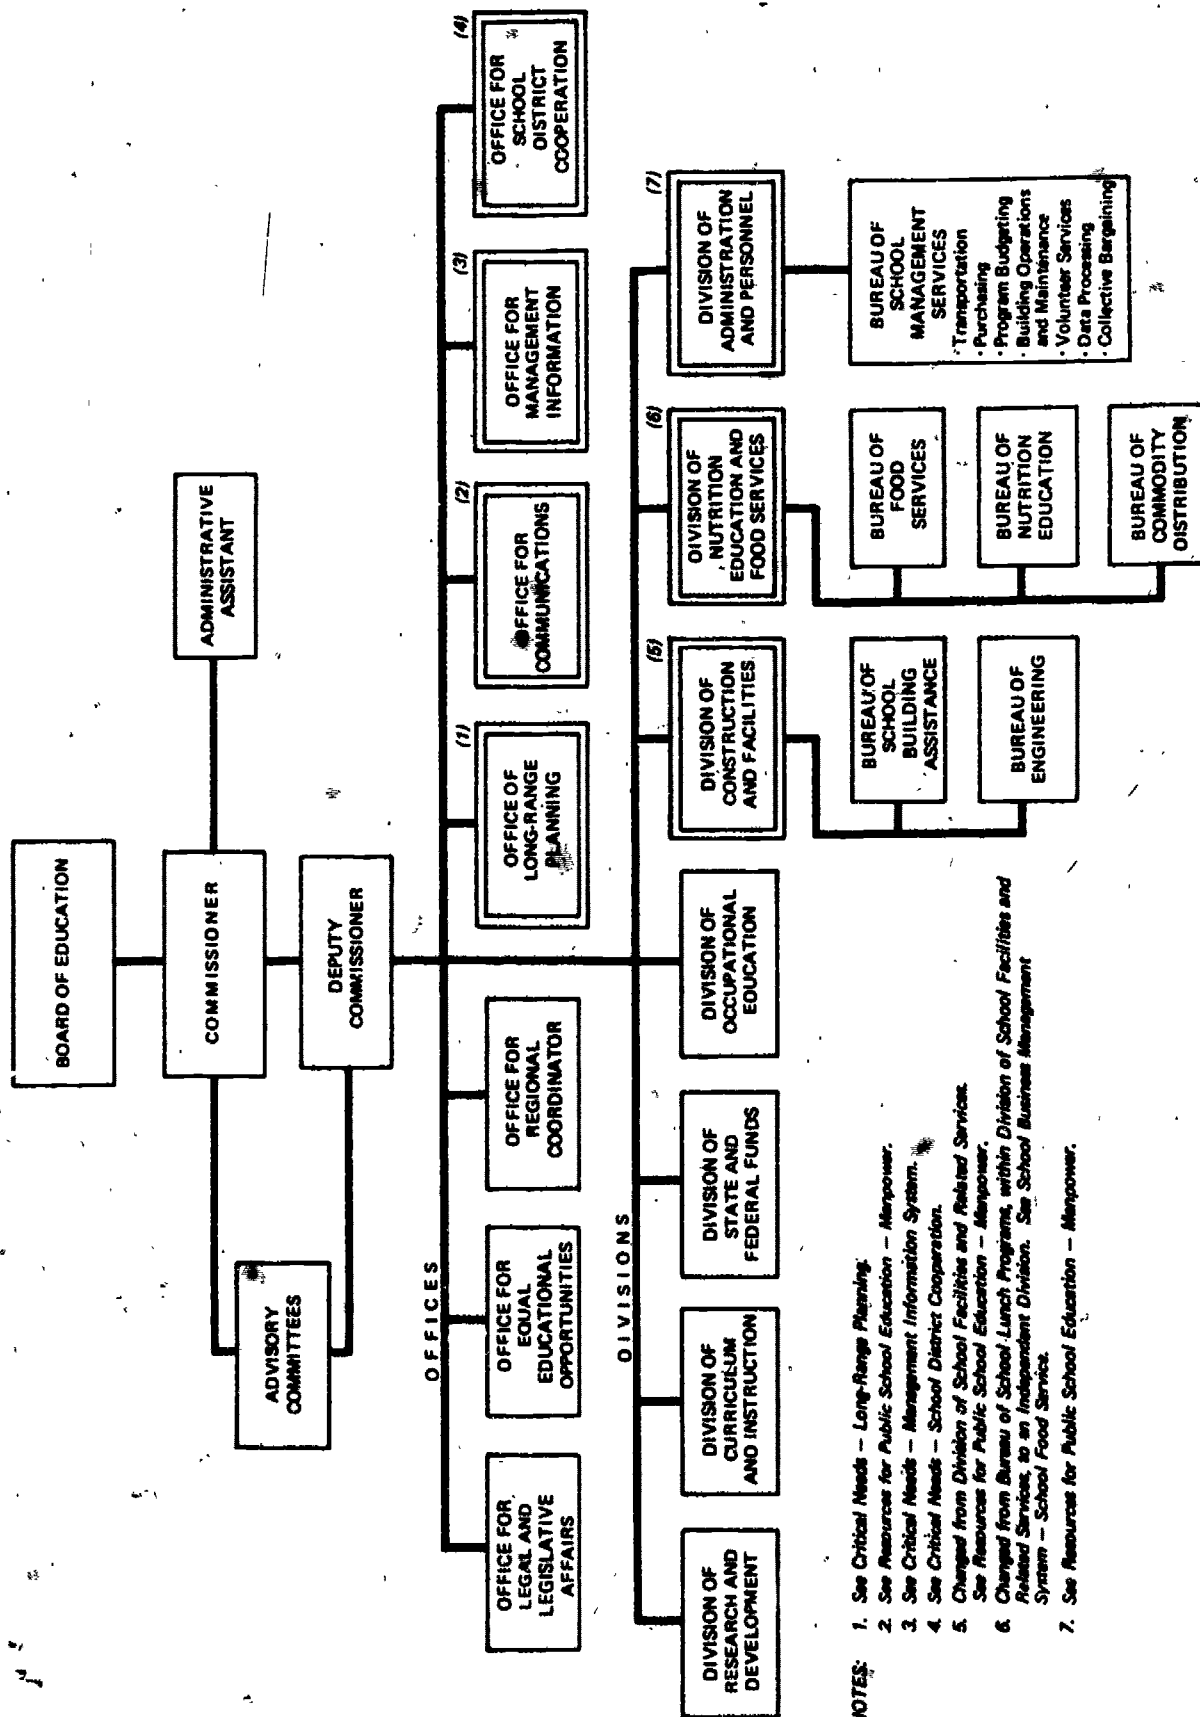 BOARD OF EDUCATION
COMMISSIONER
ADMINISTRATIVE
ASSISTANT
ADVISORY
COMMITTEES
DEPUTY
COMMISSIONER
OFFICES
OFFICE FOR
LEGAL AND
LEGISLATIVE
AFFAIRS
OFFICE FOR
EQUAL
EDUCATIONAL
OPPORTUNITIES
OFFICE FOR
REGIONAL
COORDINATOR
(1)
OFFICE OF
LONG-RANGE
PLANNING
(2)
OFFICE FOR
COMMUNICATIONS
(3)
OFFICE FOR
MANAGEMENT
INFORMATION
(4)
OFFICE FOR
SCHOOL
DISTRICT
COOPERATION
DIVISIONS
DIVISION OF
RESEARCH AND
DEVELOPMENT
DIVISION OF
CURRICULUM
AND INSTRUCTION
DIVISION OF
STATE AND
FEDERAL FUNDS
DIVISION OF
OCCUPATIONAL
EDUCATION
(5)
DIVISION OF
CONSTRUCTION
AND FACILITIES
BUREAU OF
SCHOOL
BUILDING
ASSISTANCE
BUREAU OF
ENGINEERING
(6)
DIVISION OF
NUTRITION
EDUCATION AND
FOOD SERVICES
BUREAU OF
FOOD
SERVICES
BUREAU OF
NUTRITION
EDUCATION
BUREAU OF
COMMODITY
DISTRIBUTION
(7)
DIVISION OF
ADMINISTRATION
AND PERSONNEL
BUREAU OF
SCHOOL
MANAGEMENT
SERVICES
· Transportation
· Purchasing
· Program Budgeting
· Building Operations
and Maintenance
· Volunteer Services
· Data Processing
· Collective Bargaining
NOTES: 1. See Critical Needs — Long-Range Planning.
2. See Resources for Public School Education — Manpower.
3. See Critical Needs — Management Information System.
4. See Critical Needs — School District Cooperation.
5. Changed from Division of School Facilities and Related Services.
See Resources for Public School Education — Manpower.
6. Changed from Bureau of School Lunch Programs, within Division of School Facilities and
Related Services, to an Independent Division. See School Business Management
System — School Food Service.
7. See Resources for Public School Education — Manpower.